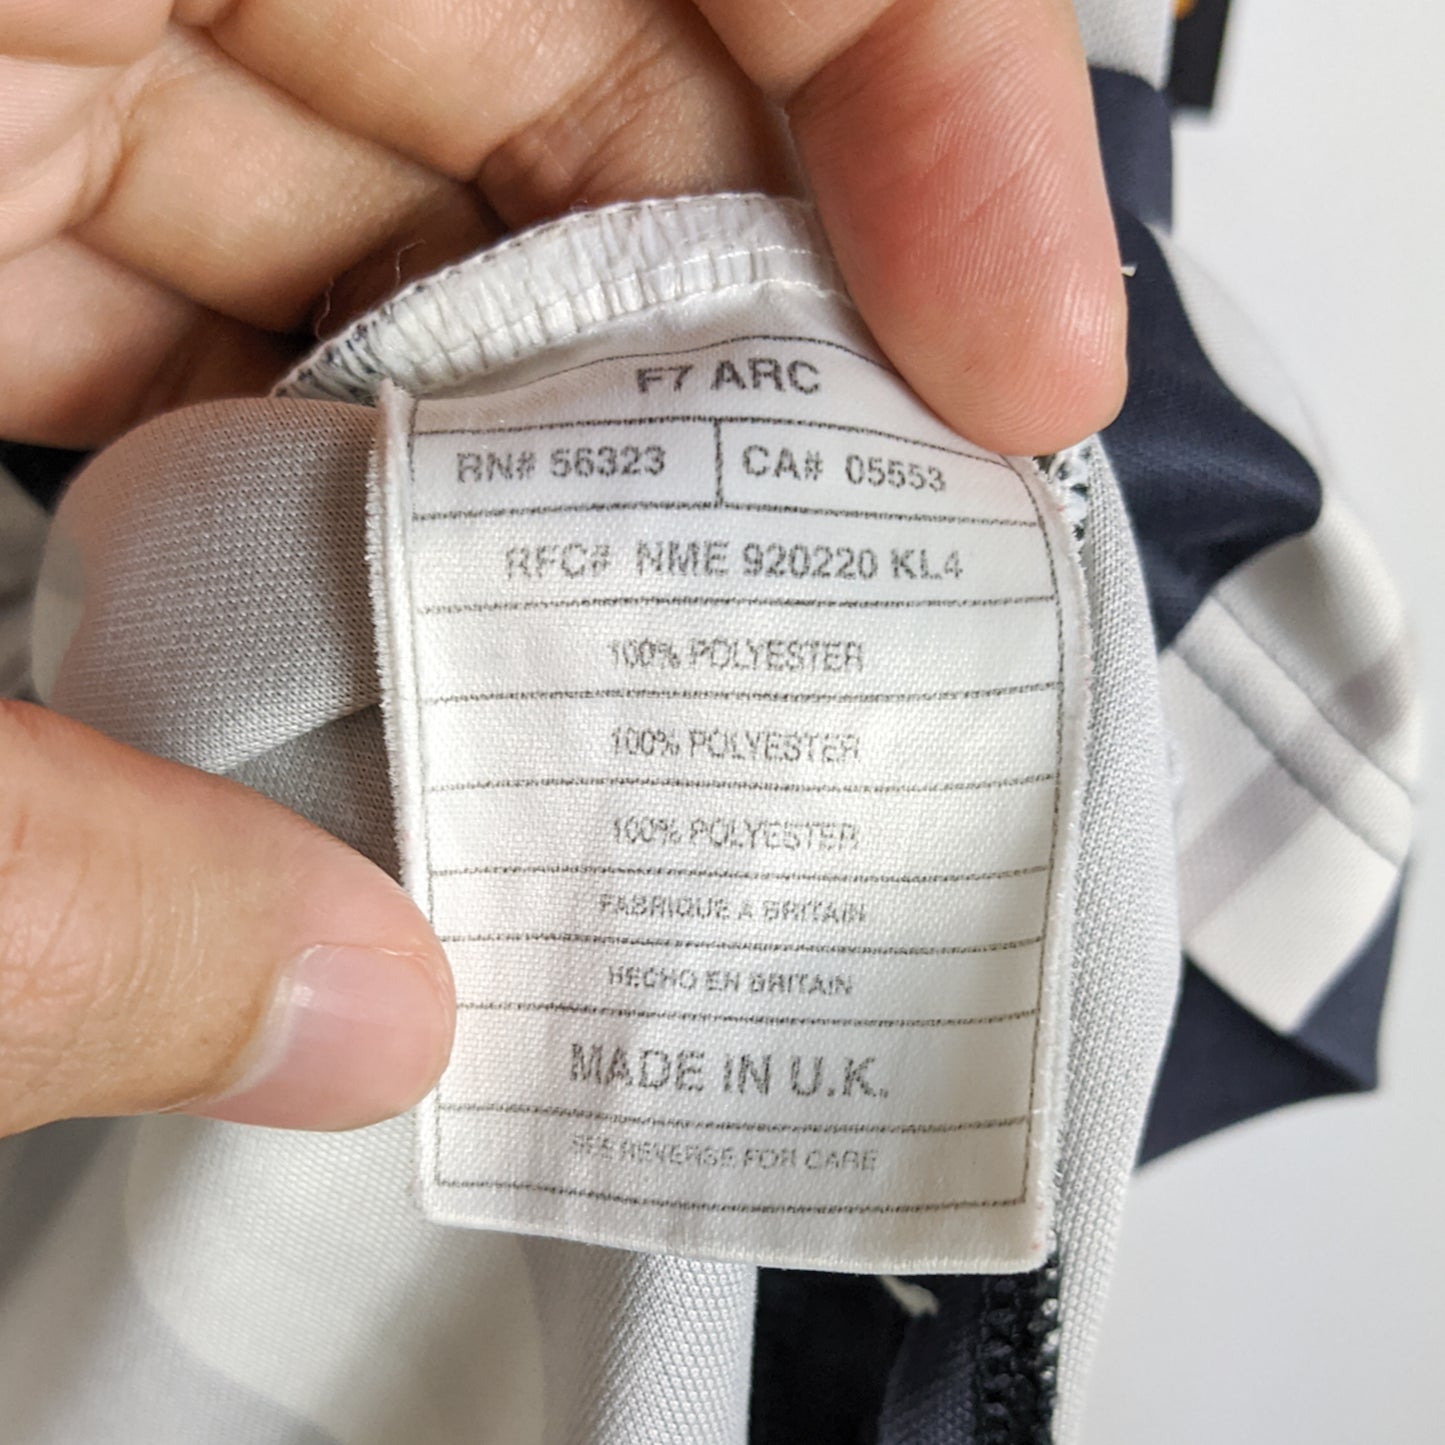 F7 ARC
RN# 56323 CA# 05553
RFC# NME 920220 KL4
100% POLYESTER
100% POLYESTER
100% POLYESTER
FABRIQUE A BRITAIN
HECHO EN BRITAIN
MADE IN U.K.
SEE REVERSE FOR CARE